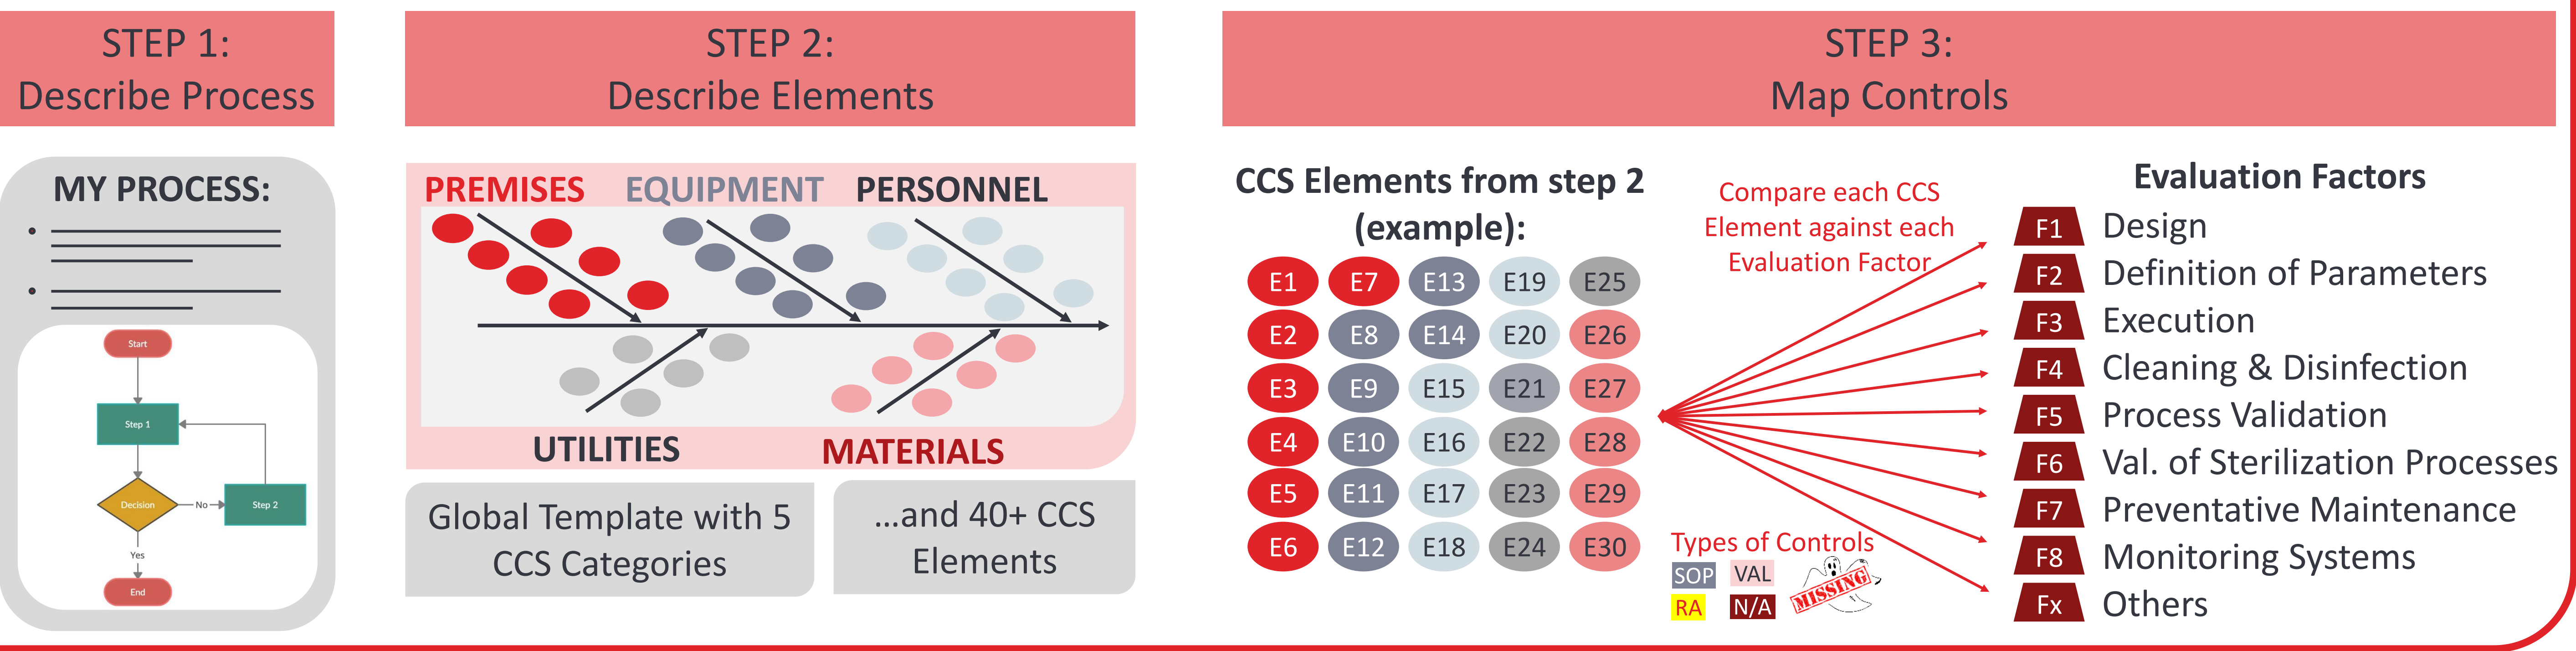 STEP 1:
Describe Process
MY PROCESS:
Start
Step 1
Decision
No
Step 2
Yes
End
STEP 2:
Describe Elements
PREMISES
EQUIPMENT
PERSONNEL
UTILITIES
MATERIALS
Global Template with 5
CCS Categories
...and 40+ CCS
Elements
STEP 3:
Map Controls
CCS Elements from step 2
(example):
E1 E7 E13 E19 E25
E2 E8 E14 E20 E26
E3 E9 E15 E21 E27
E4 E10 E16 E22 E28
E5 E11 E17 E23 E29
E6 E12 E18 E24 E30
Compare each CCS
Element against each
Evaluation Factor
Types of Controls
SOP VAL
RA N/A
MISSING
Evaluation Factors
F1 Design
F2 Definition of Parameters
F3 Execution
F4 Cleaning & Disinfection
F5 Process Validation
F6 Val. of Sterilization Processes
F7 Preventative Maintenance
F8 Monitoring Systems
Fx Others